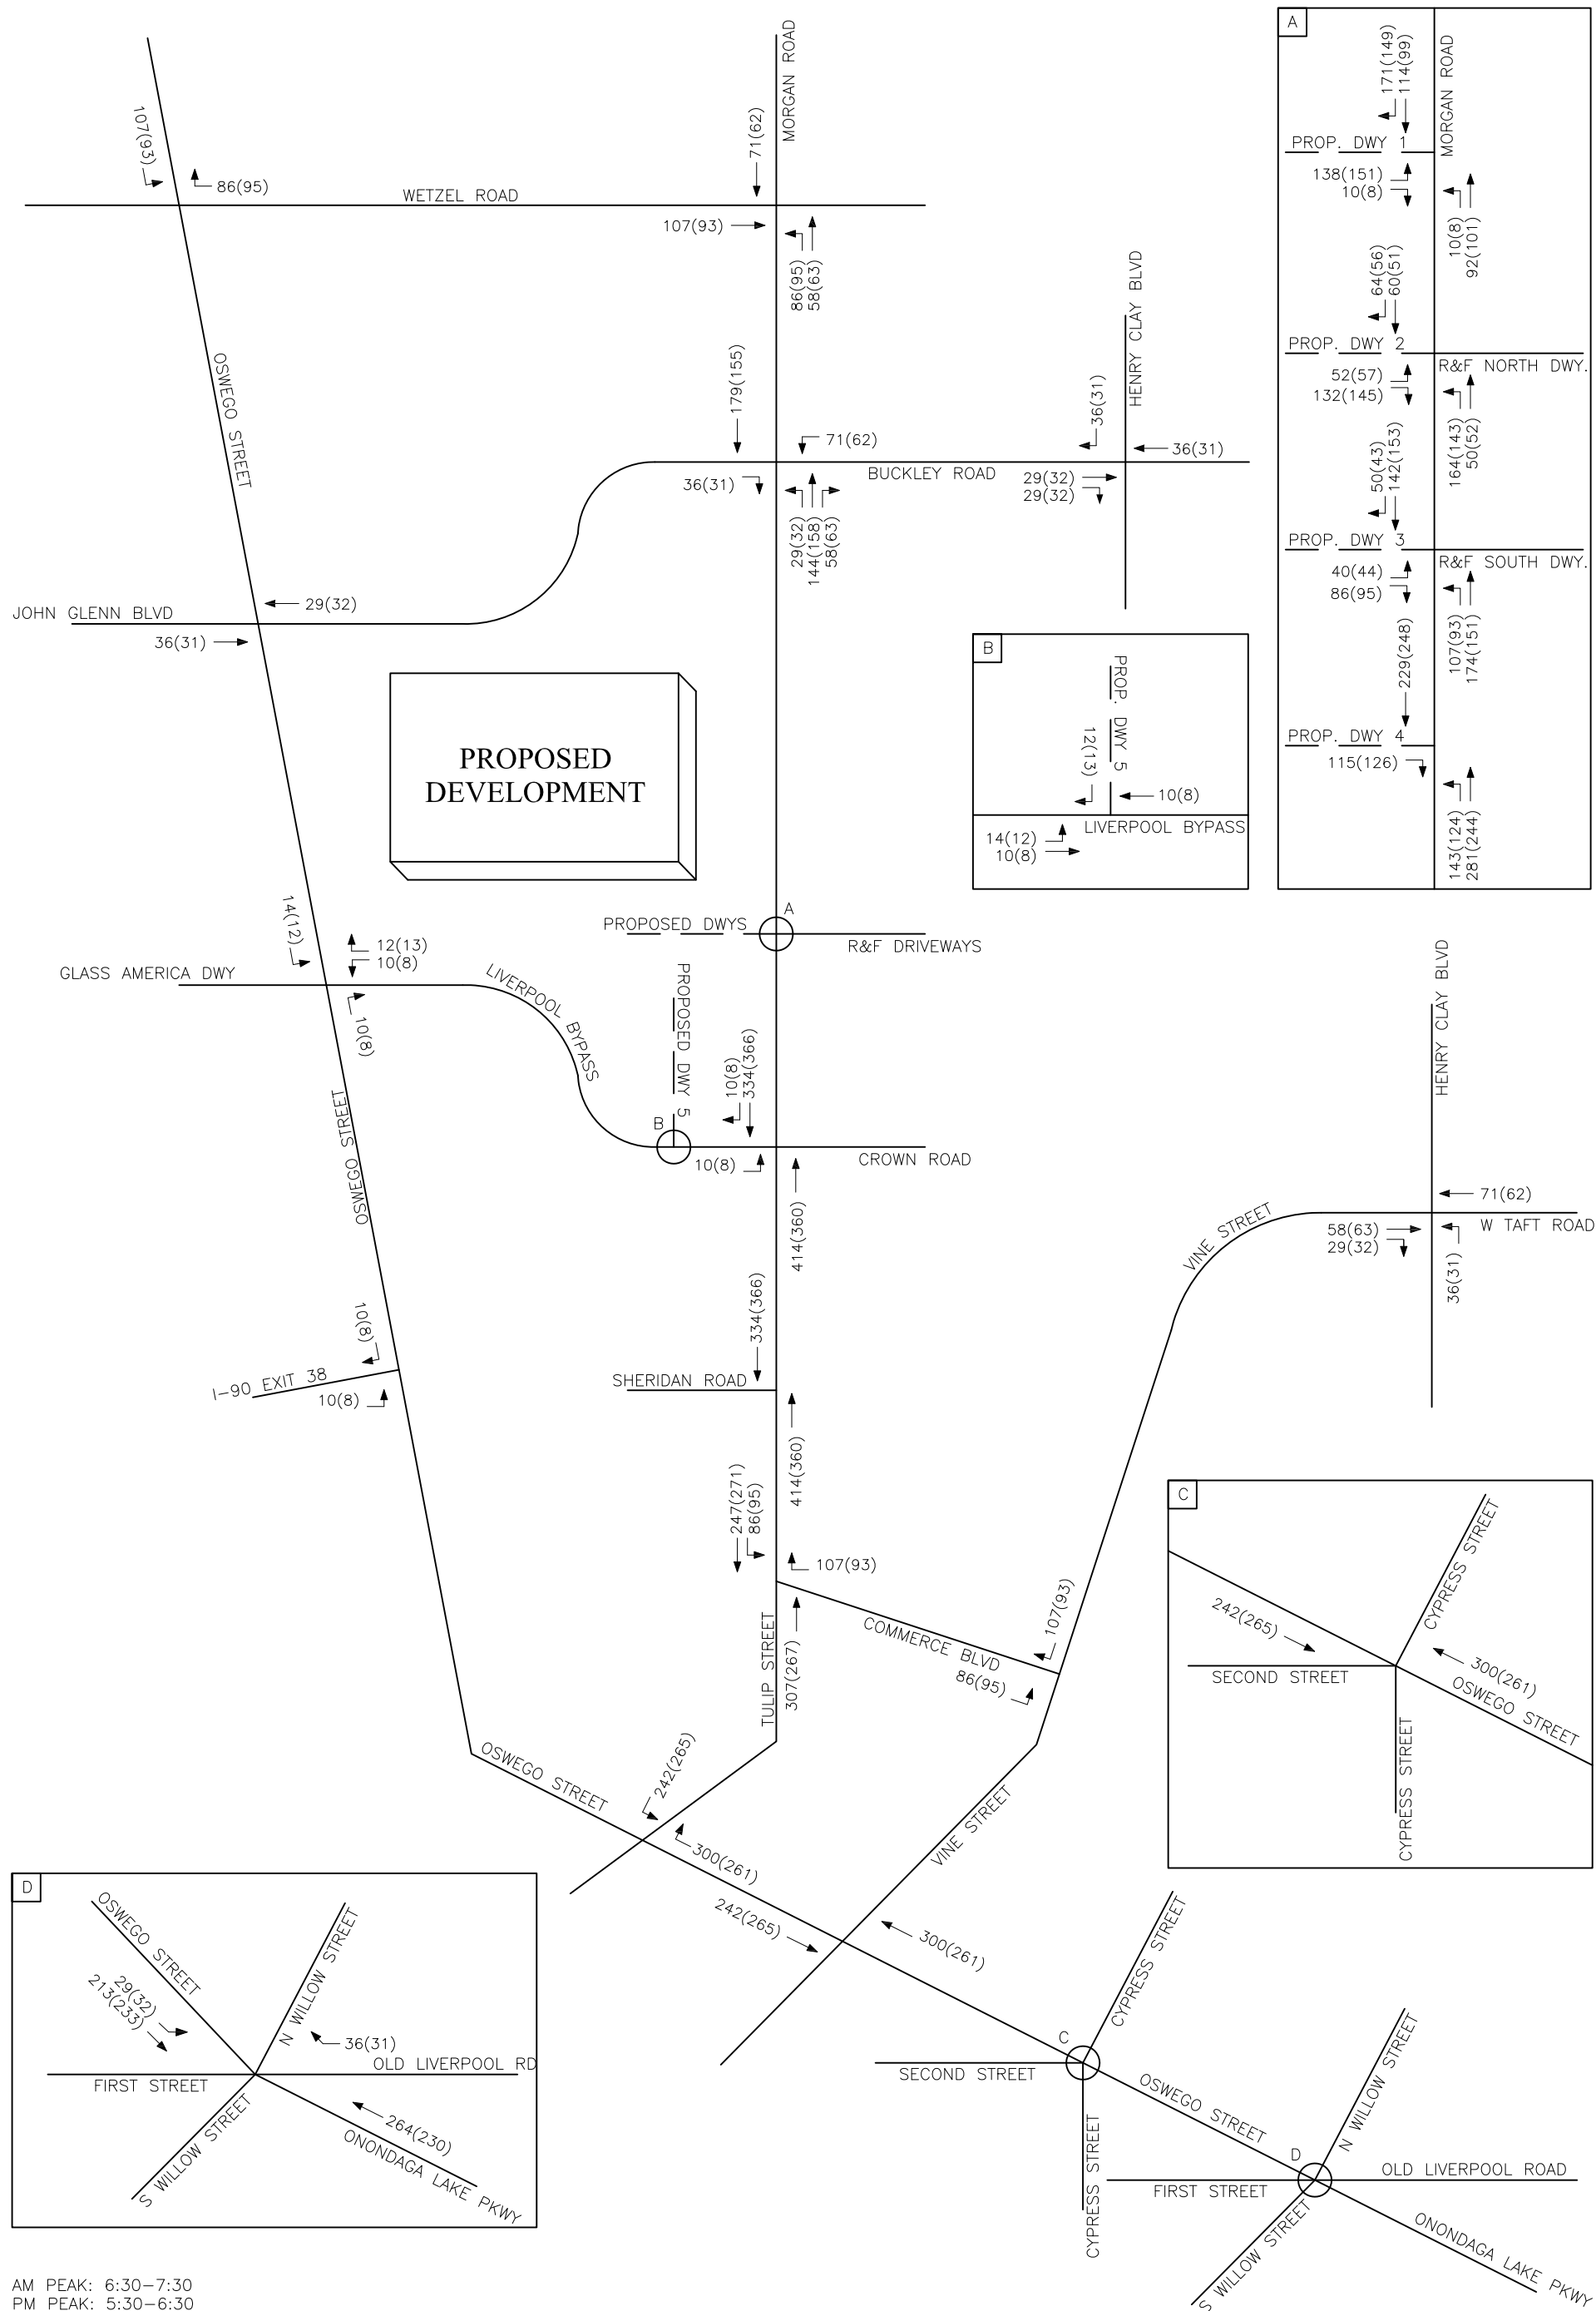 MORGAN ROAD
107(93)
86(95)
WETZEL ROAD
71(62)
107(93)
86(95)
58(63)
OSWEGO STREET
179(155)
71(62)
36(31)
BUCKLEY ROAD
29(32)
144(158)
58(63)
HENRY CLAY BLVD
36(31)
36(31)
29(32)
29(32)
JOHN GLENN BLVD
29(32)
36(31)
PROPOSED
DEVELOPMENT
A
171(149)
114(99)
MORGAN ROAD
PROP. DWY 1
138(151)
10(8)
10(8)
92(101)
64(56)
60(51)
PROP. DWY 2
R&F NORTH DWY.
52(57)
132(145)
164(143)
50(52)
50(43)
142(153)
PROP. DWY 3
R&F SOUTH DWY.
40(44)
86(95)
107(93)
174(151)
229(248)
PROP. DWY 4
115(126)
143(124)
281(244)
B
PROP. DWY 5
12(13)
10(8)
LIVERPOOL BYPASS
14(12)
10(8)
A
PROPOSED DWYS
R&F DRIVEWAYS
14(12)
12(13)
10(8)
GLASS AMERICA DWY
10(8)
LIVERPOOL BYPASS
PROPOSED DWY 5
B
10(8)
334(366)
10(8)
CROWN ROAD
414(360)
OSWEGO STREET
HENRY CLAY BLVD
71(62)
W TAFT ROAD
58(63)
29(32)
36(31)
VINE STREET
10(8)
I-90 EXIT 38
10(8)
334(366)
SHERIDAN ROAD
414(360)
247(271)
86(95)
107(93)
TULIP STREET
307(267)
COMMERCE BLVD
107(93)
86(95)
C
CYPRESS STREET
242(265)
SECOND STREET
300(261)
OSWEGO STREET
CYPRESS STREET
OSWEGO STREET
242(265)
300(261)
VINE STREET
242(265)
300(261)
D
OSWEGO STREET
N WILLOW STREET
29(32)
213(233)
36(31)
OLD LIVERPOOL RD
FIRST STREET
S WILLOW STREET
264(230)
ONONDAGA LAKE PKWY
CYPRESS STREET
C
SECOND STREET
CYPRESS STREET
OSWEGO STREET
N WILLOW STREET
D
OLD LIVERPOOL ROAD
FIRST STREET
S WILLOW STREET
ONONDAGA LAKE PKWY
AM PEAK: 6:30-7:30
PM PEAK: 5:30-6:30